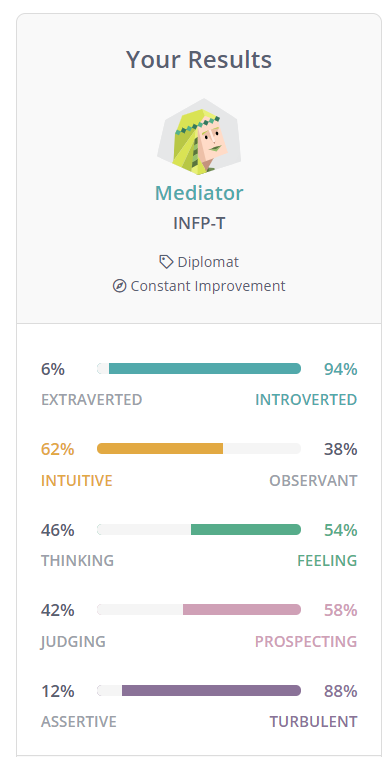 Your Results
Mediator
INFP-T
Diplomat
Constant Improvement
6% 94%
EXTRAVERTED INTROVERTED
62% 38%
INTUITIVE OBSERVANT
46% 54%
THINKING FEELING
42% 58%
JUDGING PROSPECTING
12% 88%
ASSERTIVE TURBULENT